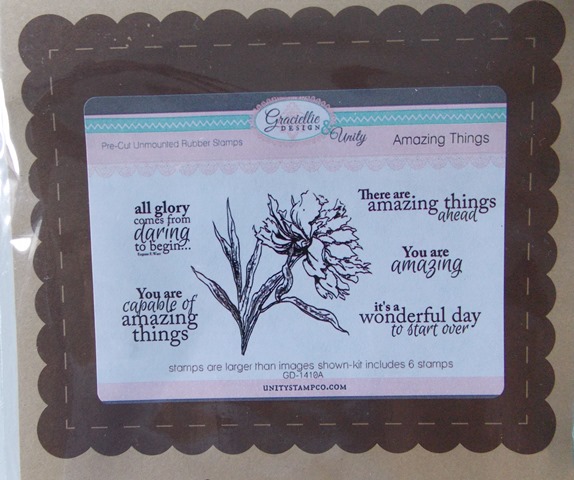 Graciellie
DESIGN
& Unity
Pre-Cut Unmounted Rubber Stamps
Amazing Things
all glory
comes from
daring
to begin...
There are
amazing things
ahead
You are
amazing
You are
capable of
amazing
things
it's a
wonderful day
to start over
stamps are larger than images shown-kit includes 6 stamps
GD-1410A
UNITYSTAMPCO.COM